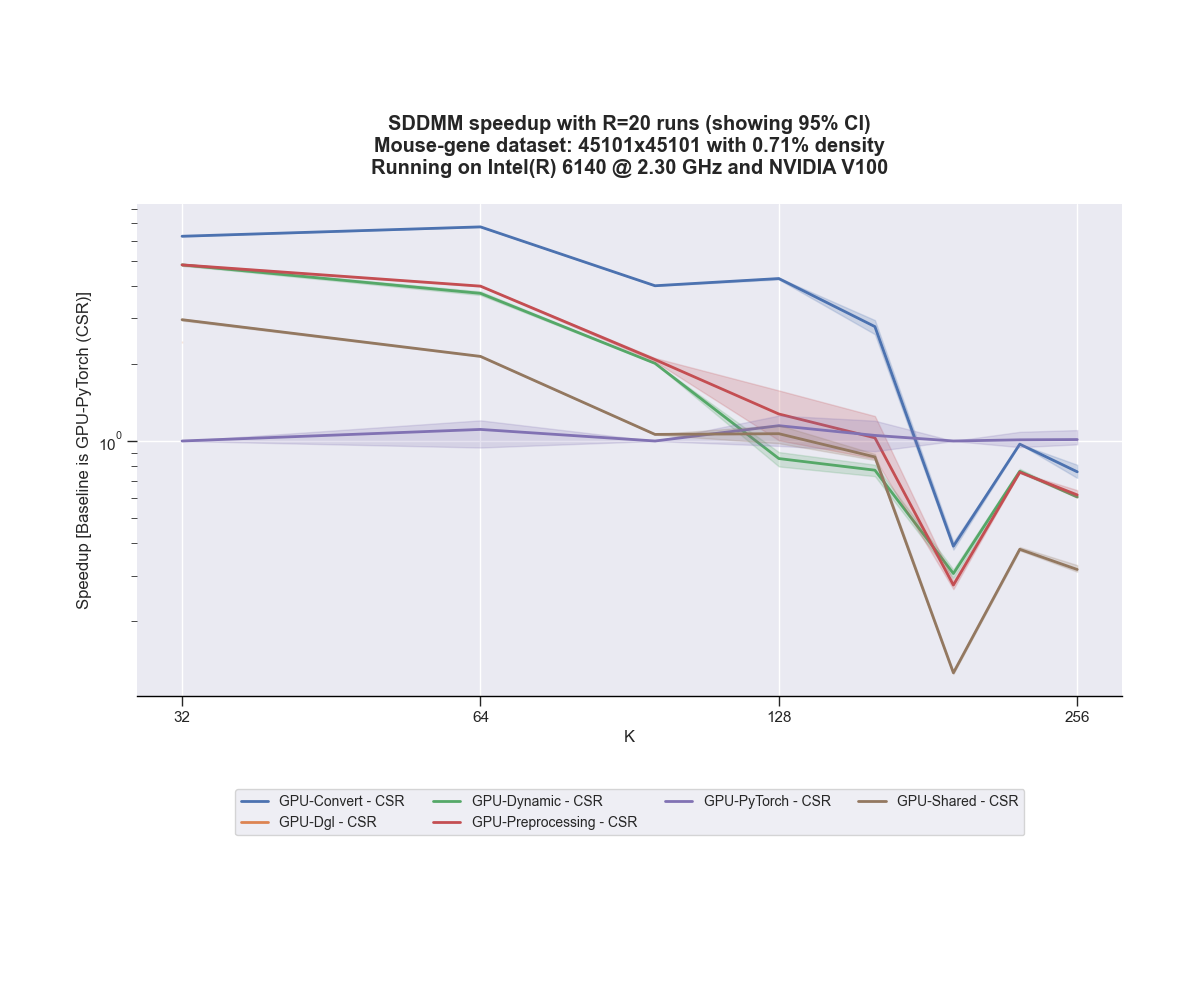 SDDMM speedup with R=20 runs (showing 95% CI)
Mouse-gene dataset: 45101x45101 with 0.71% density
Running on Intel(R) 6140 @ 2.30 GHz and NVIDIA V100
Speedup [Baseline is GPU-PyTorch (CSR)]
10⁰
32 64 128 256
K
GPU-Convert - CSR GPU-Dynamic - CSR GPU-PyTorch - CSR GPU-Shared - CSR
GPU-Dgl - CSR GPU-Preprocessing - CSR